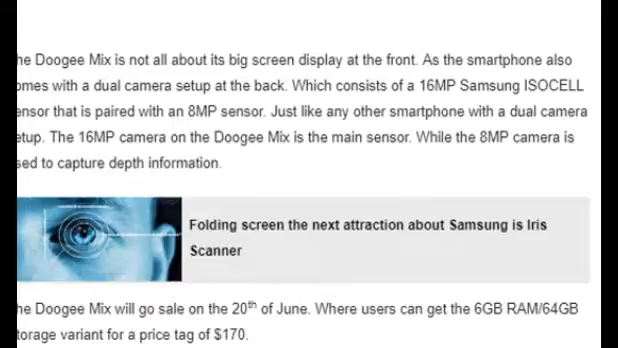 he Doogee Mix is not all about its big screen display at the front. As the smartphone also
omes with a dual camera setup at the back. Which consists of a 16MP Samsung ISOCELL
ensor that is paired with an 8MP sensor. Just like any other smartphone with a dual camera
etup. The 16MP camera on the Doogee Mix is the main sensor. While the 8MP camera is
sed to capture depth information.
Folding screen the next attraction about Samsung is Iris
Scanner
he Doogee Mix will go sale on the 20th of June. Where users can get the 6GB RAM/64GB
torage variant for a price tag of $170.